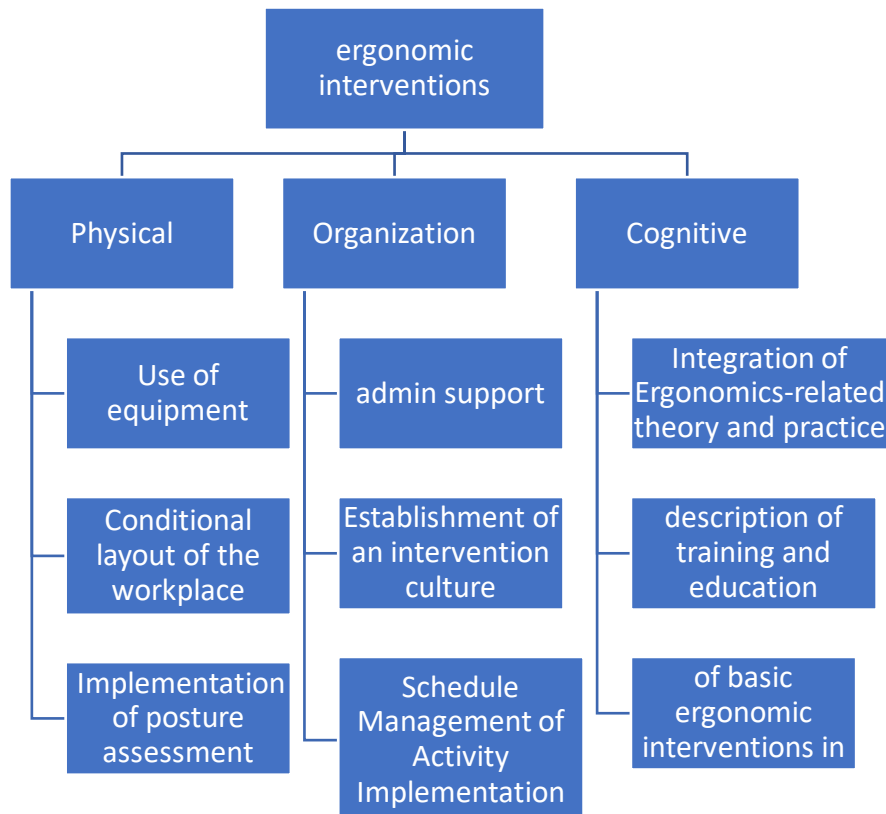 ergonomic
interventions
Physical
Organization
Cognitive
Use of
equipment
admin support
Integration of
Ergonomics-related
theory and practice
Conditional
layout of the
workplace
Establishment of
an intervention
culture
description of
training and
education
Implementation
of posture
assessment
Schedule
Management of
Activity
Implementation
of basic
ergonomic
interventions in